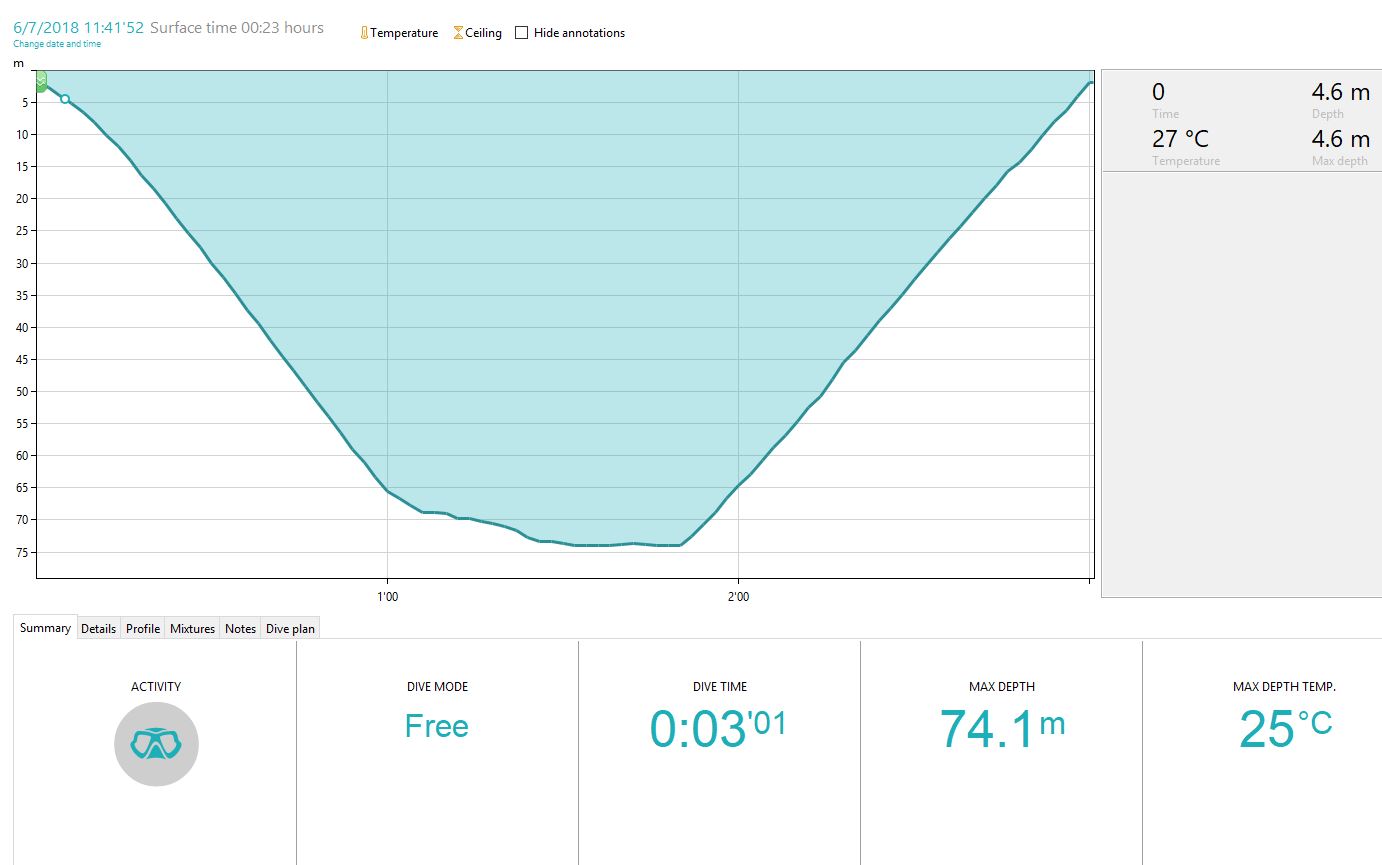 6/7/2018 11:41'52 Surface time 00:23 hours
Change date and time
Temperature Ceiling Hide annotations
m
5
10
15
20
25
30
35
40
45
50
55
60
65
70
75
1'00 2'00
0 4.6 m
Time Depth
27 °C 4.6 m
Temperature Max depth
Summary Details Profile Mixtures Notes Dive plan
ACTIVITY DIVE MODE DIVE TIME MAX DEPTH MAX DEPTH TEMP.
Free 0:03'01 74.1 m 25 °C